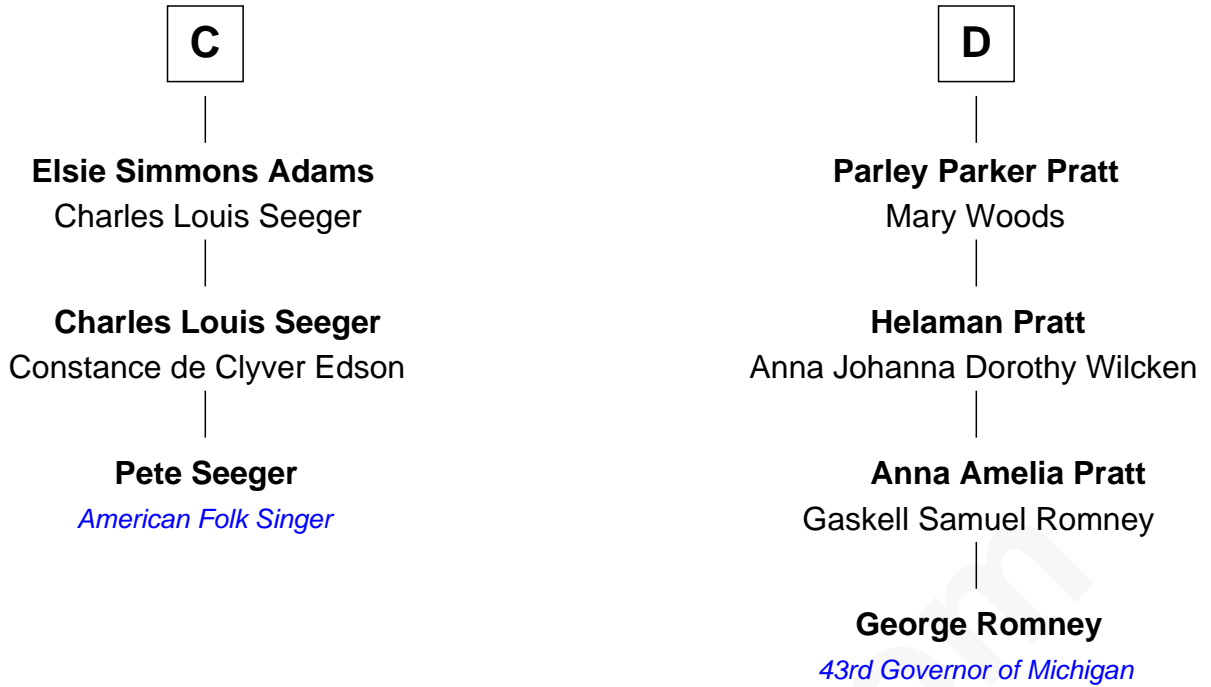 C
Elsie Simmons Adams
Charles Louis Seeger
Charles Louis Seeger
Constance de Clyver Edson
Pete Seeger
American Folk Singer
D
Parley Parker Pratt
Mary Woods
Helaman Pratt
Anna Johanna Dorothy Wilcken
Anna Amelia Pratt
Gaskell Samuel Romney
George Romney
43rd Governor of Michigan